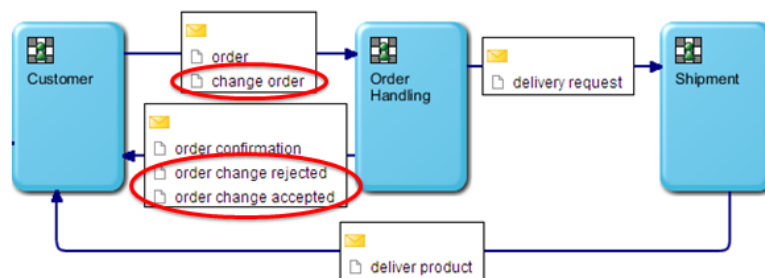 Customer
order
change order
Order
Handling
delivery request
Shipment
order confirmation
order change rejected
order change accepted
deliver product